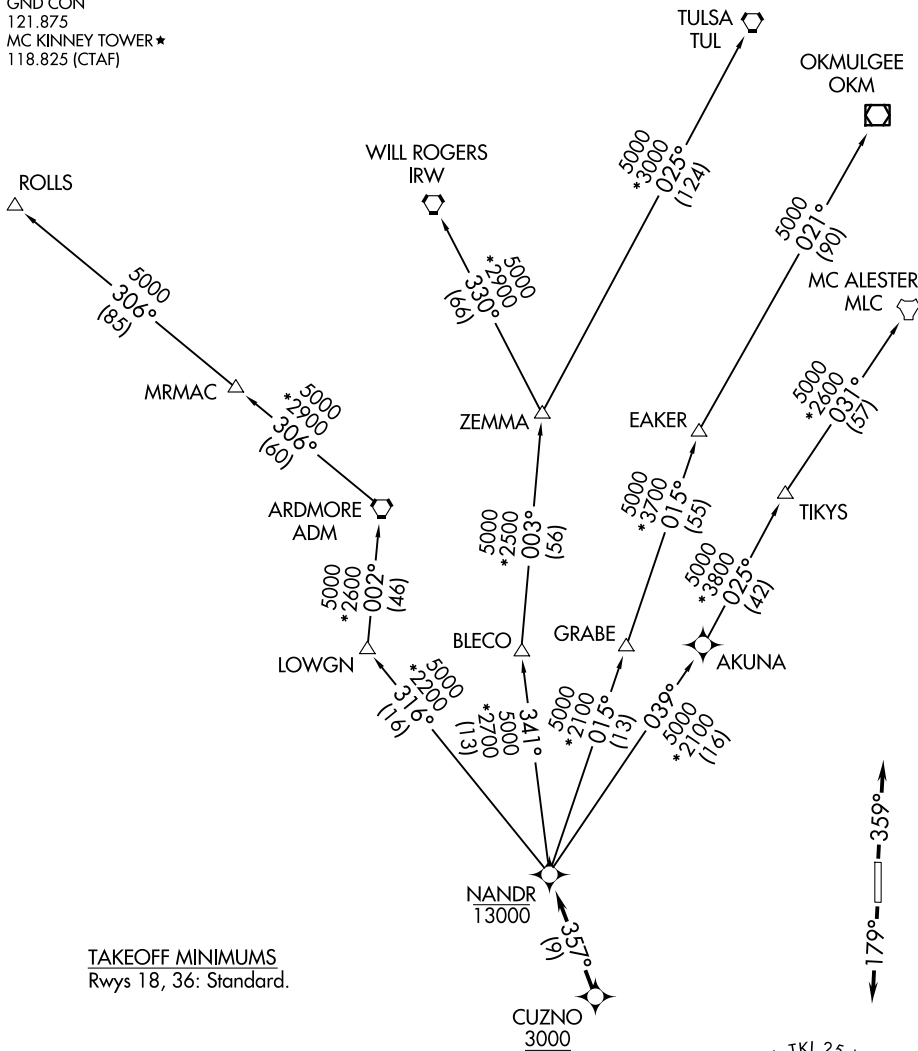 GND CON
121.875
MC KINNEY TOWER★
118.825 (CTAF)
TULSA
TUL
OKMULGEE
OKM
WILL ROGERS
IRW
ROLLS
5000
*3000
025°
(124)
5000
021°
(90)
MC ALESTER
MLC
5000
*2900
330°
(66)
5000
306°
(85)
5000
*2600
031°
(57)
MRMAC
5000
*2900
306°
(60)
ZEMMA
EAKER
ARDMORE
ADM
TIKYS
5000
*3700
015°
(55)
5000
*2500
003°
(56)
5000
*2600
002°
(46)
5000
*3800
025°
(42)
LOWGN
BLECO
GRABE
AKUNA
5000
*2200
316°
(16)
341°
5000
*2700
(13)
5000
*2100
015°
(13)
039°
5000
*2100
(16)
359°
179°
NANDR
13000
357°
(9)
TAKEOFF MINIMUMS
Rwys 18, 36: Standard.
CUZNO
3000
TKI 25